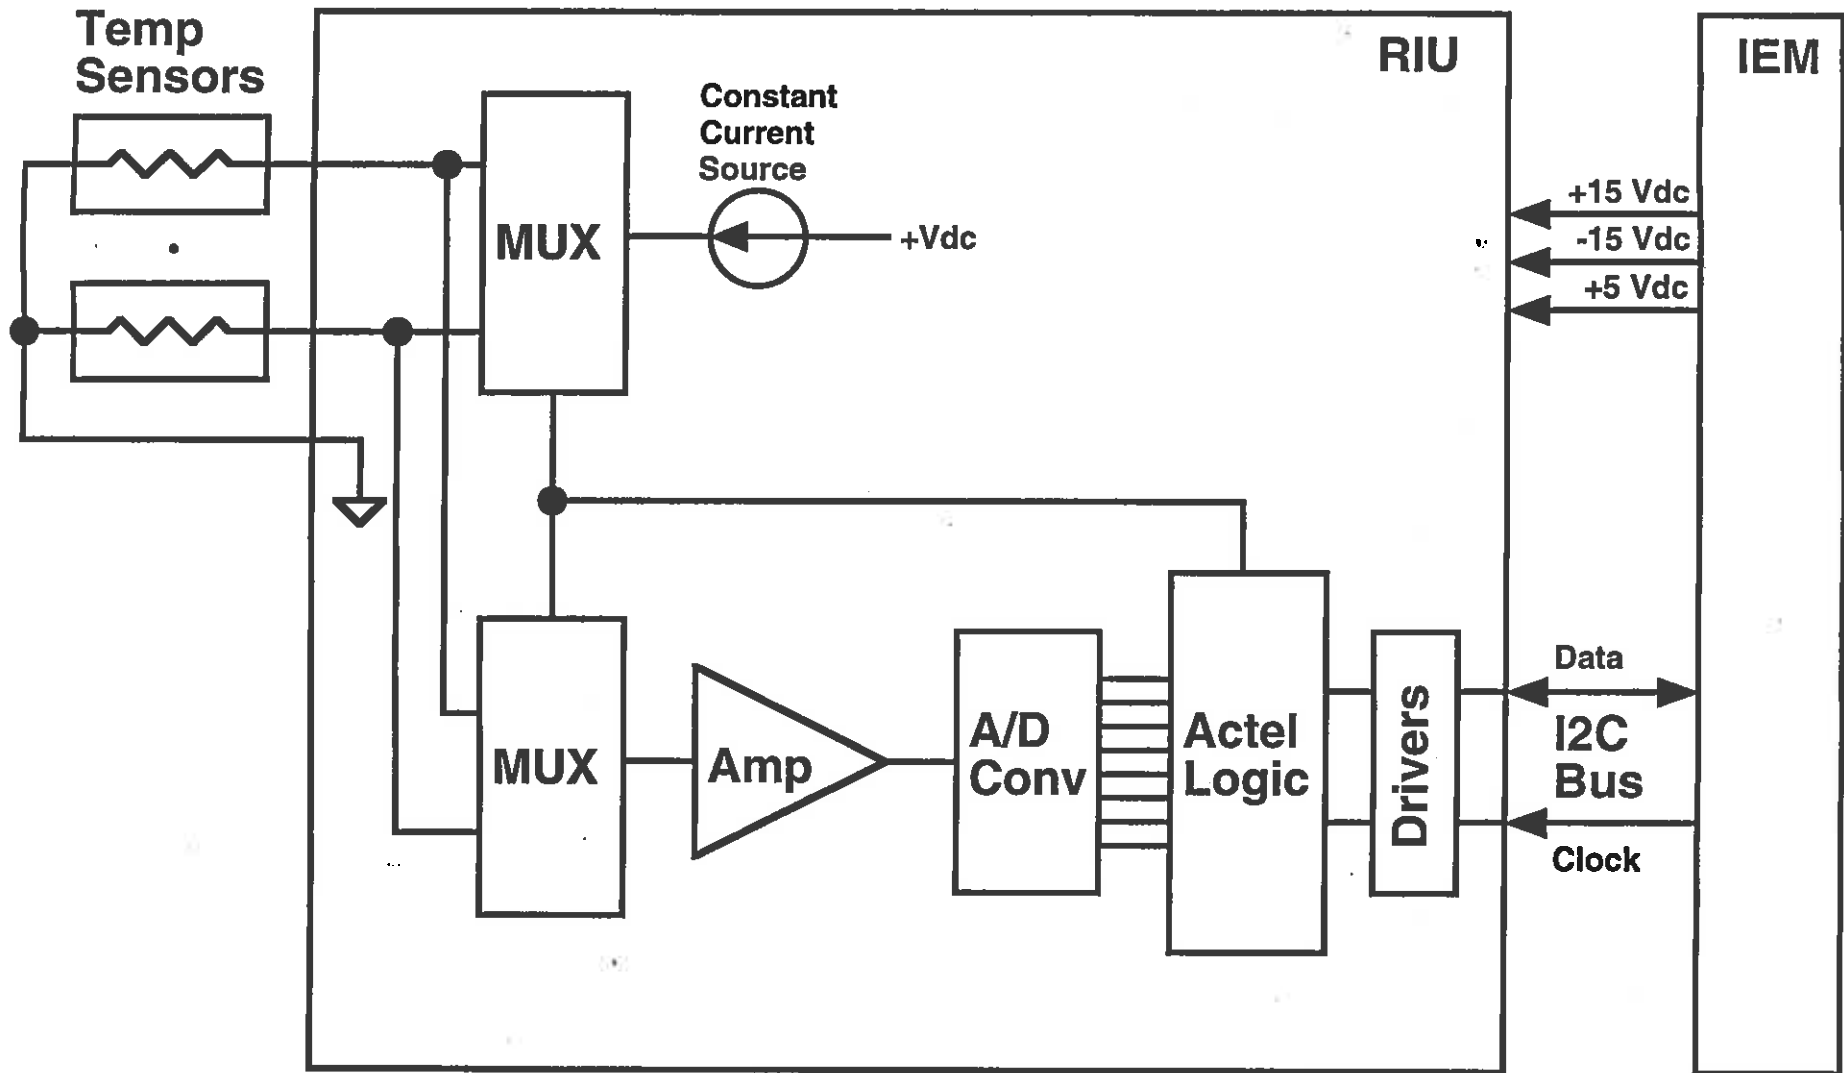 Temp
Sensors
RIU
IEM
Constant
Current
Source
MUX
+Vdc
+15 Vdc
-15 Vdc
+5 Vdc
MUX
Amp
A/D
Conv
Actel
Logic
Drivers
Data
I2C
Bus
Clock